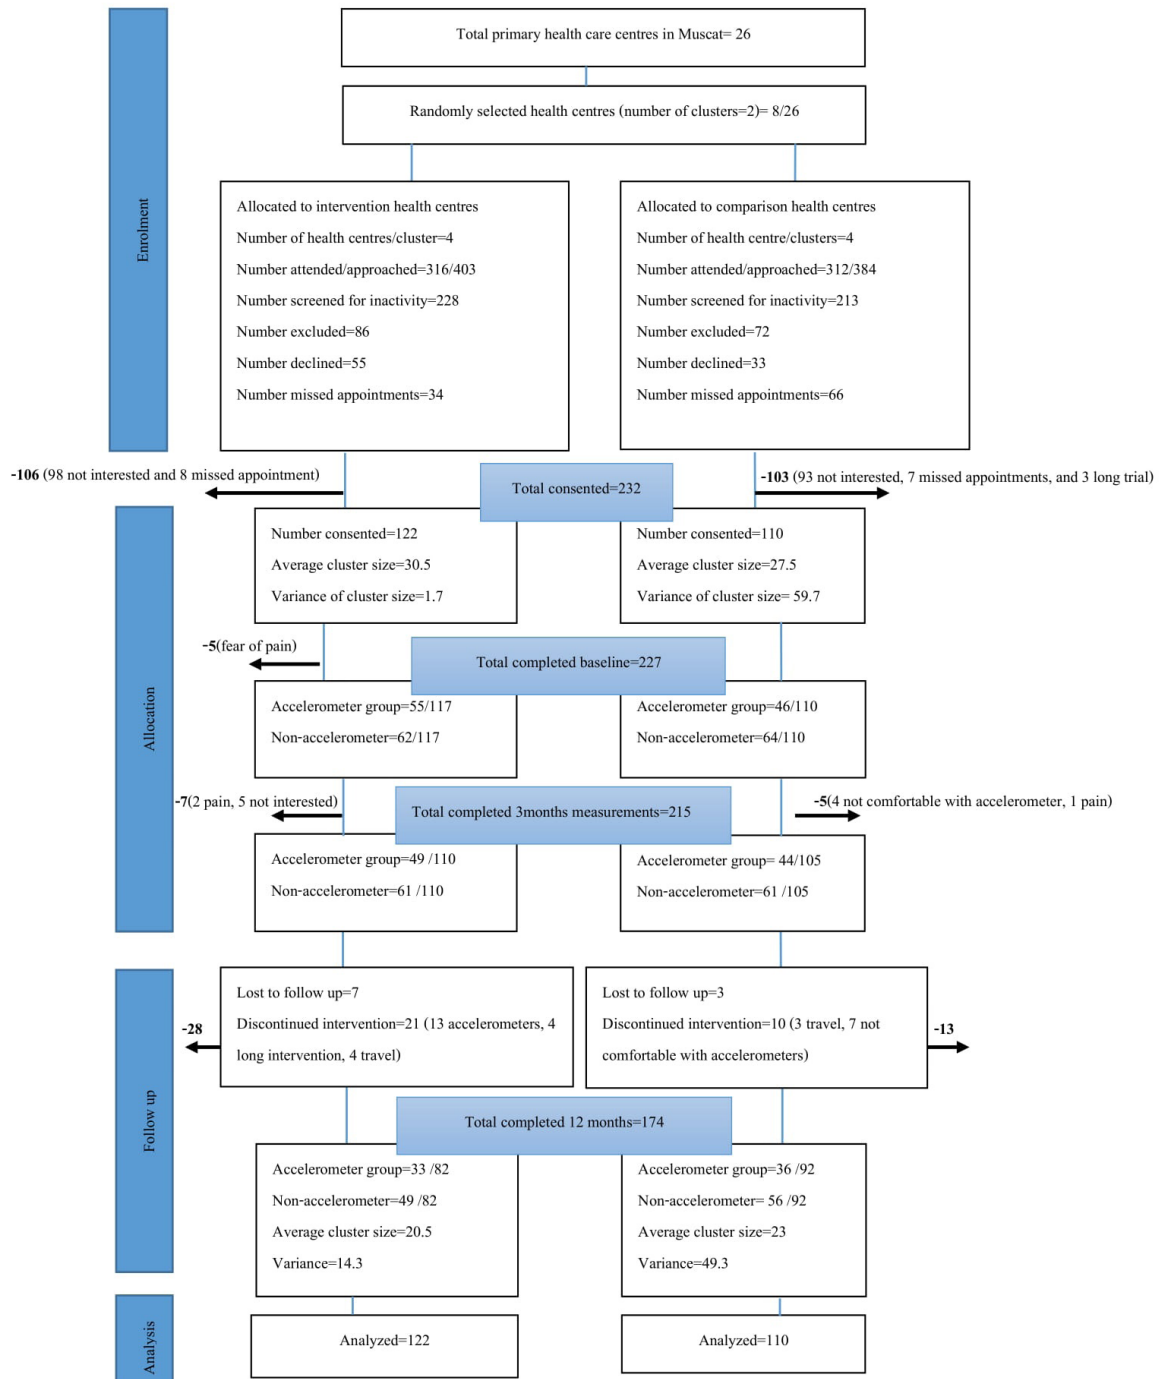 Enrolment
Total primary health care centres in Muscat= 26
Randomly selected health centres (number of clusters=2)= 8/26
Allocated to intervention health centres
Number of health centres/cluster=4
Number attended/approached=316/403
Number screened for inactivity=228
Number excluded=86
Number declined=55
Number missed appointments=34
Allocated to comparison health centres
Number of health centre/clusters=4
Number attended/approached=312/384
Number screened for inactivity=213
Number excluded=72
Number declined=33
Number missed appointments=66
-106 (98 not interested and 8 missed appointment)
Total consented=232
-103 (93 not interested, 7 missed appointments, and 3 long trial)
Allocation
Number consented=122
Average cluster size=30.5
Variance of cluster size=1.7
Number consented=110
Average cluster size=27.5
Variance of cluster size= 59.7
-5(fear of pain)
Total completed baseline=227
Accelerometer group=55/117
Non-accelerometer=62/117
Accelerometer group=46/110
Non-accelerometer=64/110
-7(2 pain, 5 not interested)
Total completed 3months measurements=215
-5(4 not comfortable with accelerometer, 1 pain)
Accelerometer group=49 /110
Non-accelerometer=61 /110
Accelerometer group= 44/105
Non-accelerometer=61 /105
Follow up
Lost to follow up=7
Discontinued intervention=21 (13 accelerometers, 4
long intervention, 4 travel)
-28
Lost to follow up=3
Discontinued intervention=10 (3 travel, 7 not
comfortable with accelerometers)
-13
Total completed 12 months=174
Accelerometer group=33 /82
Non-accelerometer=49 /82
Average cluster size=20.5
Variance=14.3
Accelerometer group=36 /92
Non-accelerometer= 56 /92
Average cluster size=23
Variance=49.3
Analysis
Analyzed=122
Analyzed=110